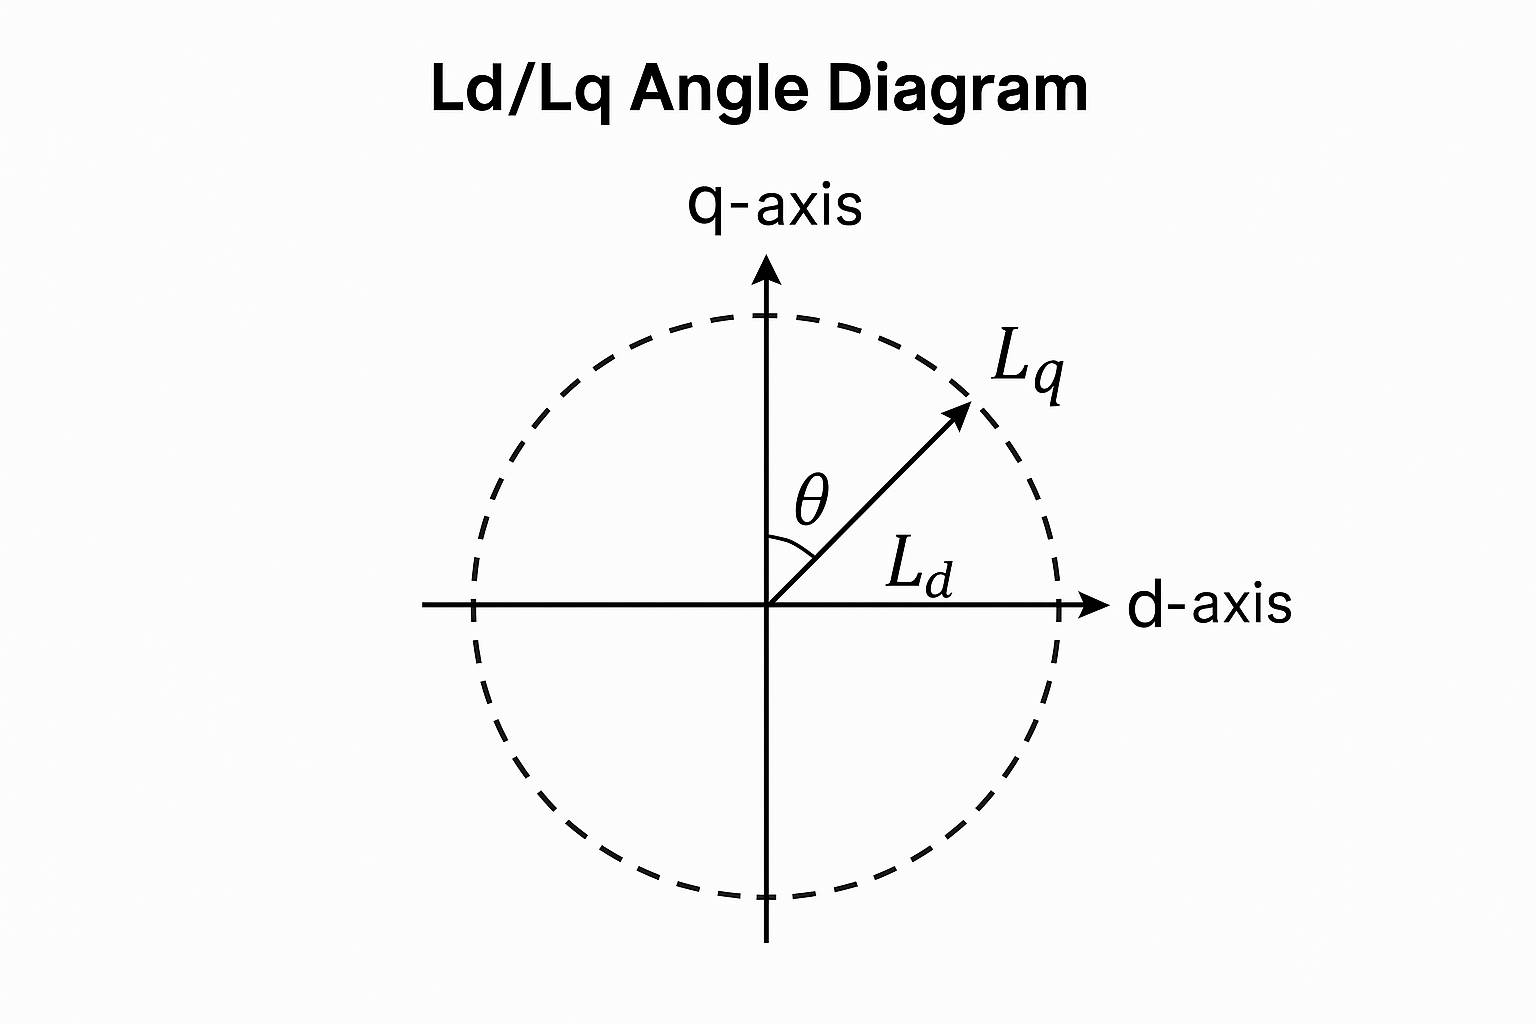 Ld/Lq Angle Diagram
q-axis
Lq
θ
Ld
d-axis